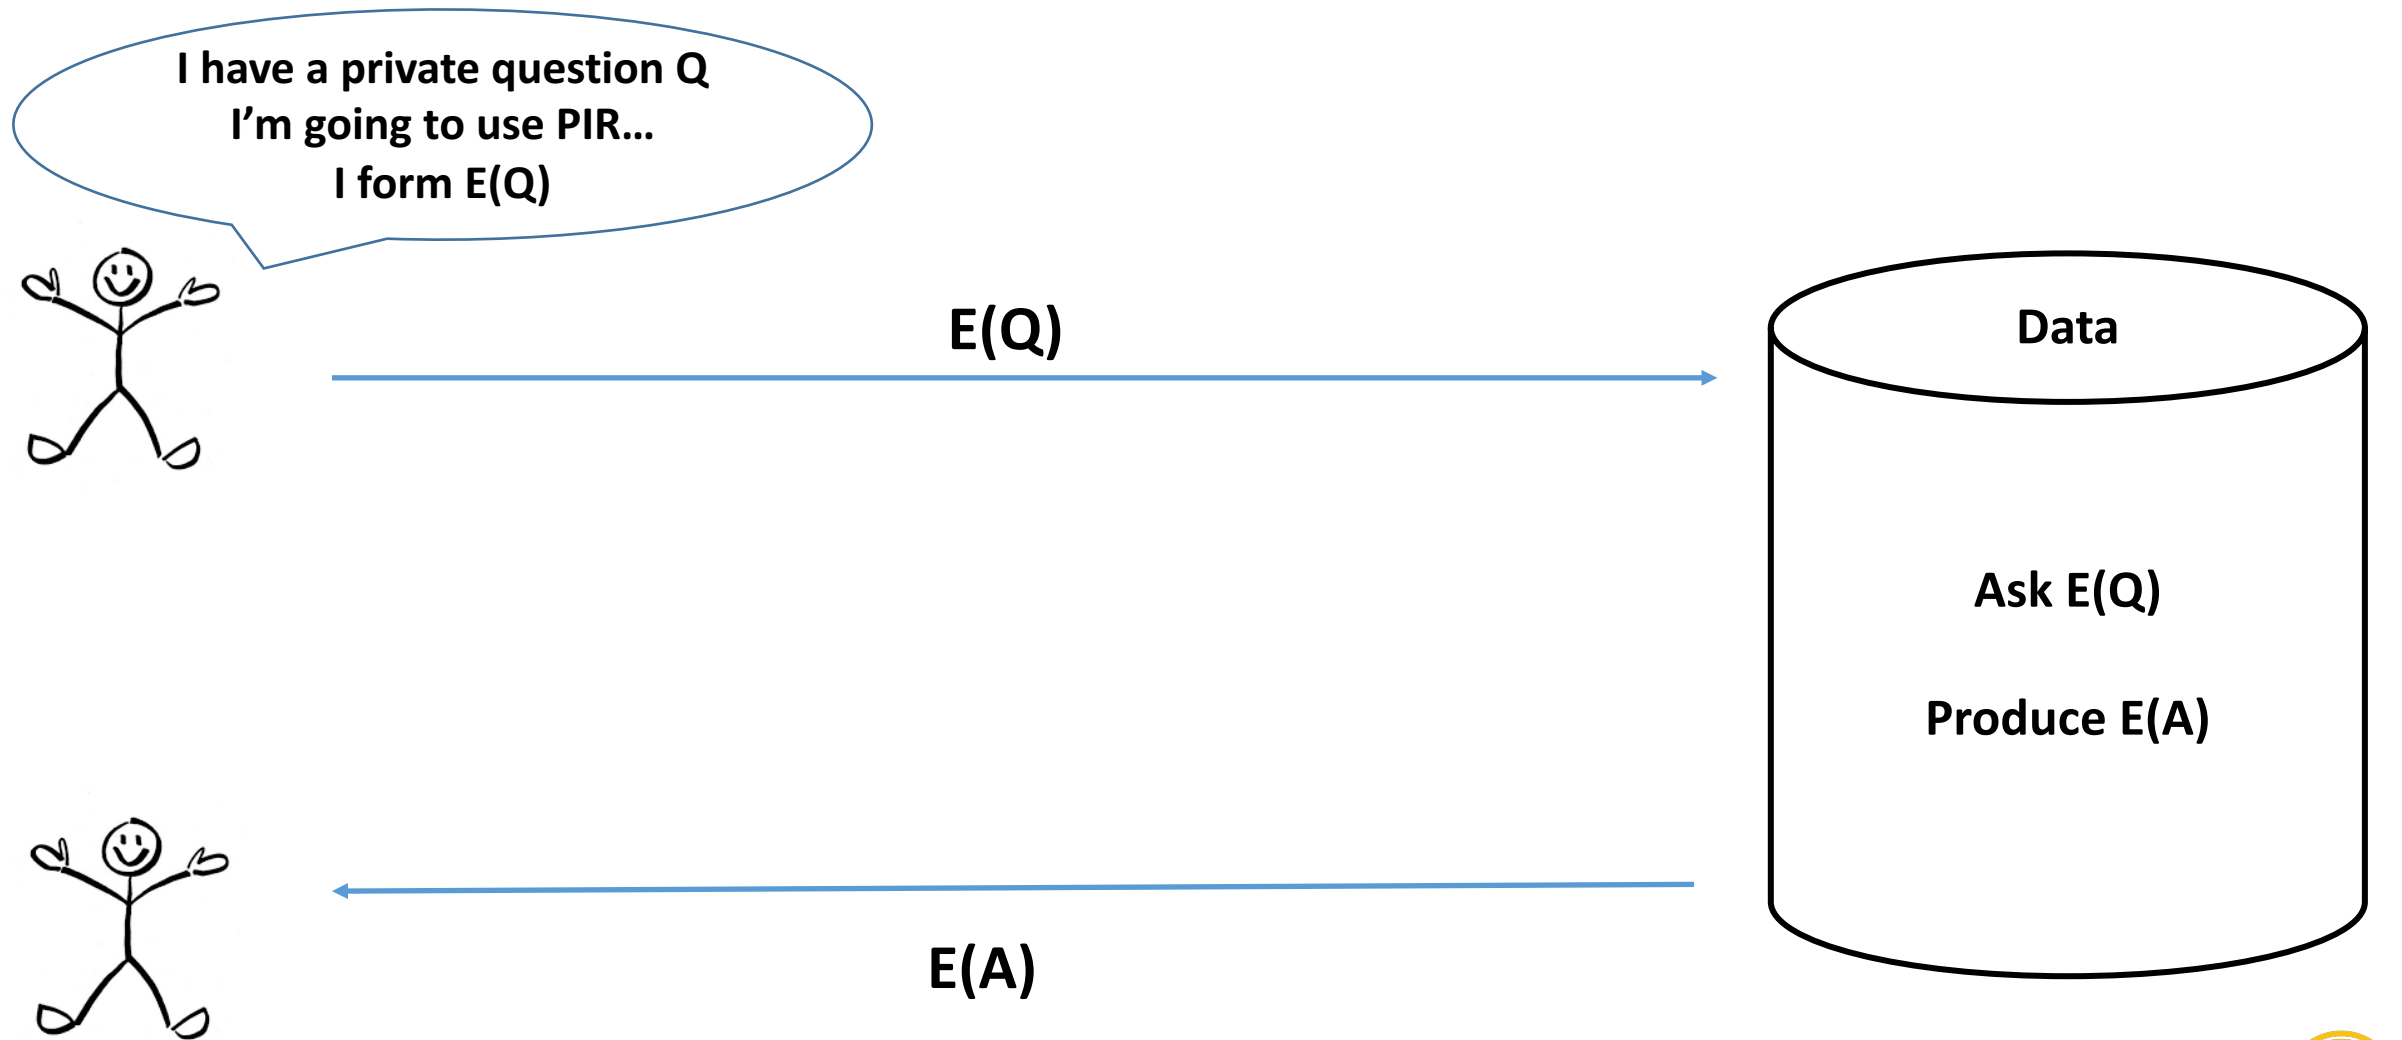 I have a private question Q
I’m going to use PIR…
I form E(Q)
E(Q)
Data
Ask E(Q)
Produce E(A)
E(A)